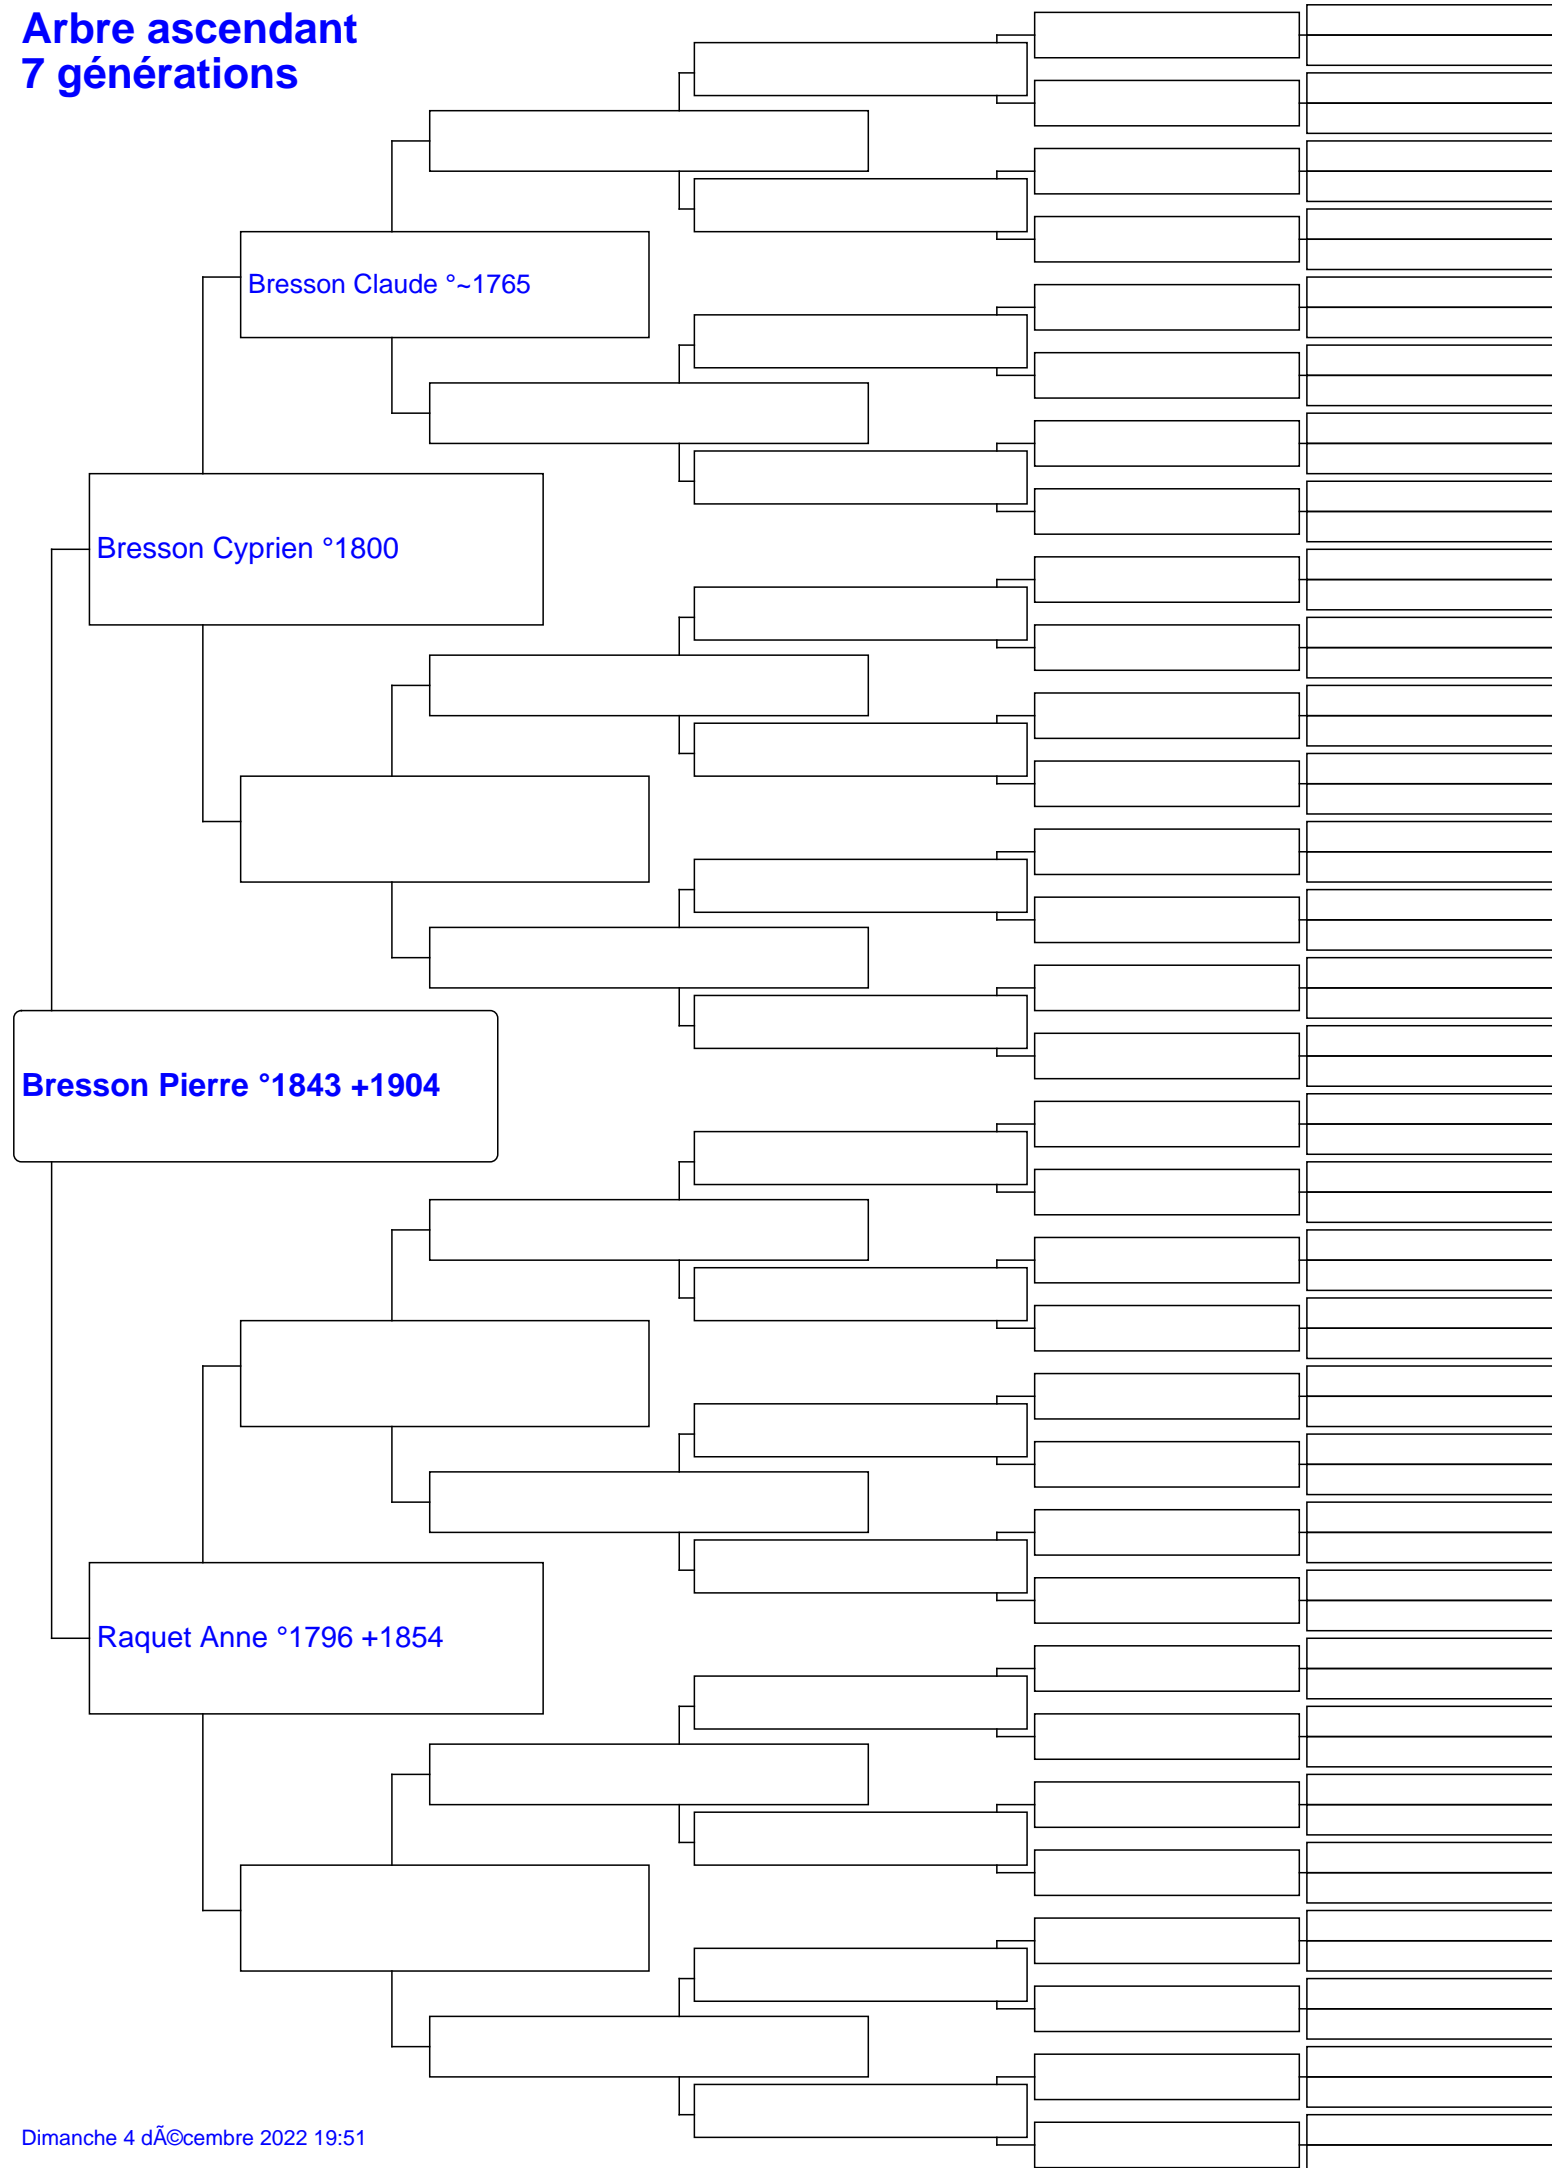 Arbre ascendant
7 générations
Bresson Claude °~1765
Bresson Cyprien °1800
Bresson Pierre °1843 +1904
Raquet Anne °1796 +1854
Dimanche 4 dÃ©cembre 2022 19:51